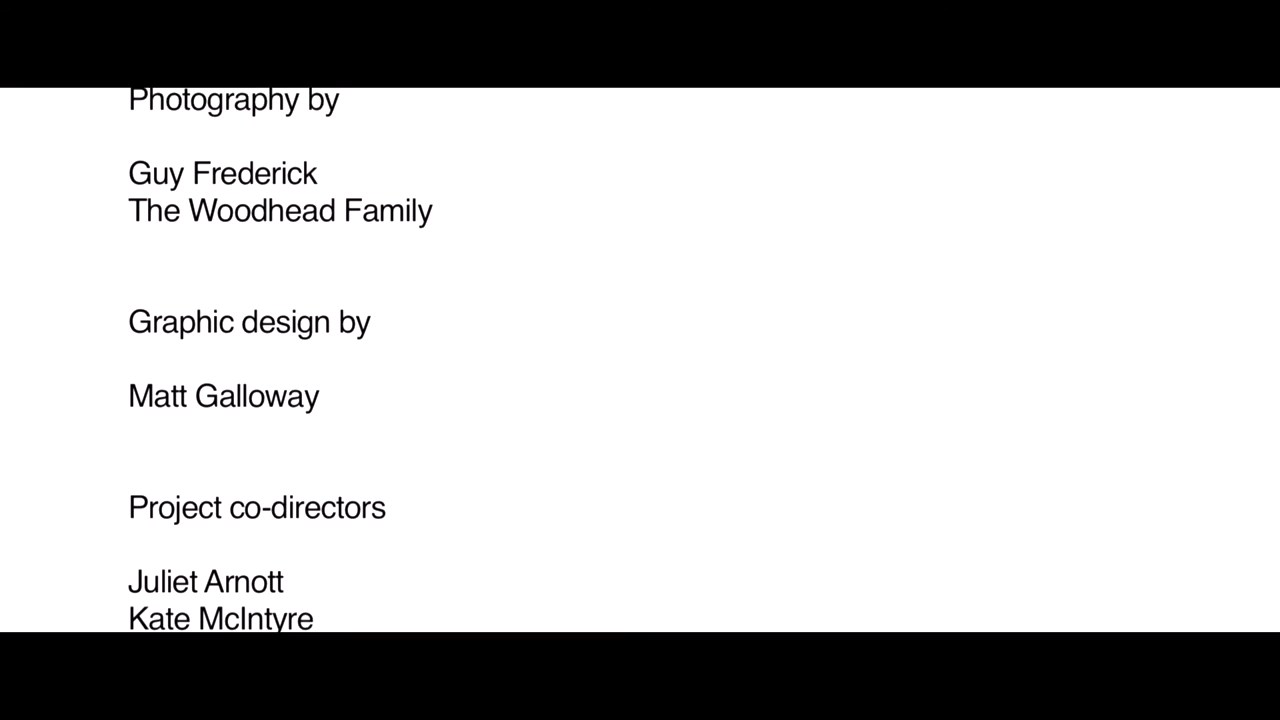 Photography by
Guy Frederick
The Woodhead Family
Graphic design by
Matt Galloway
Project co-directors
Juliet Arnott
Kate McIntyre